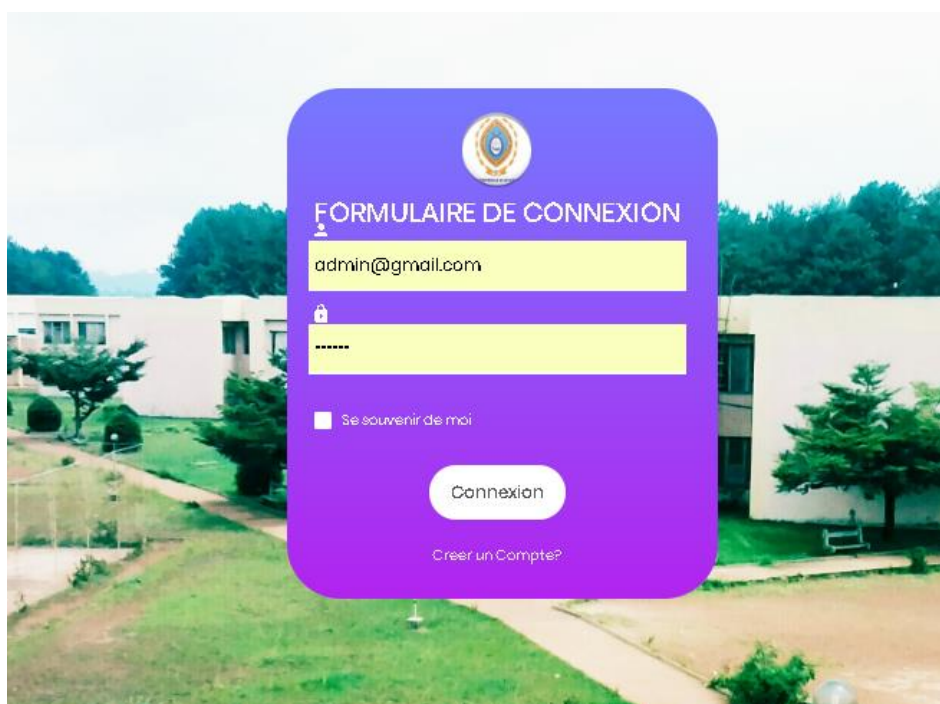 FORMULAIRE DE CONNEXION
admin@gmail.com
••••••
Se souvenir de moi
Connexion
Creer un Compte?